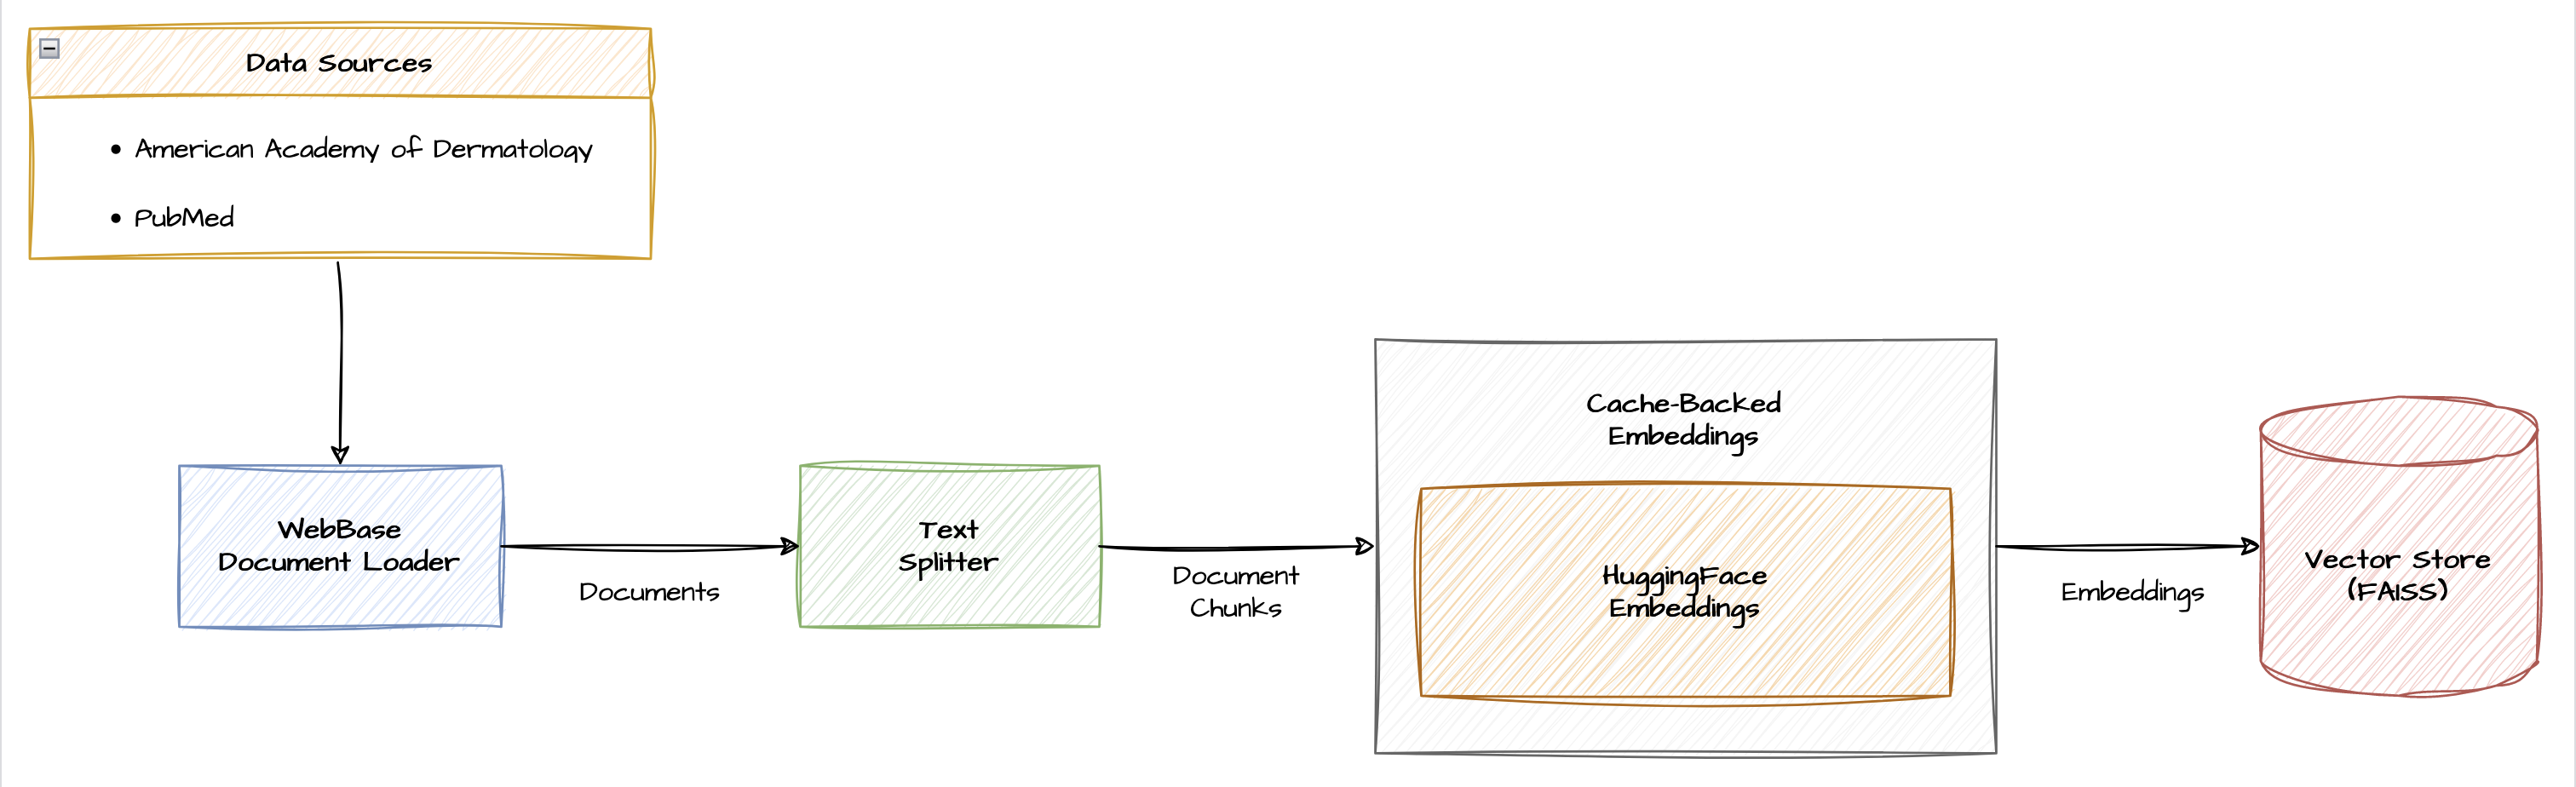 Data Sources
American Academy of Dermatology
PubMed
WebBase
Document Loader
Documents
Text
Splitter
Document
Chunks
Cache-Backed
Embeddings
HuggingFace
Embeddings
Embeddings
Vector Store
(FAISS)